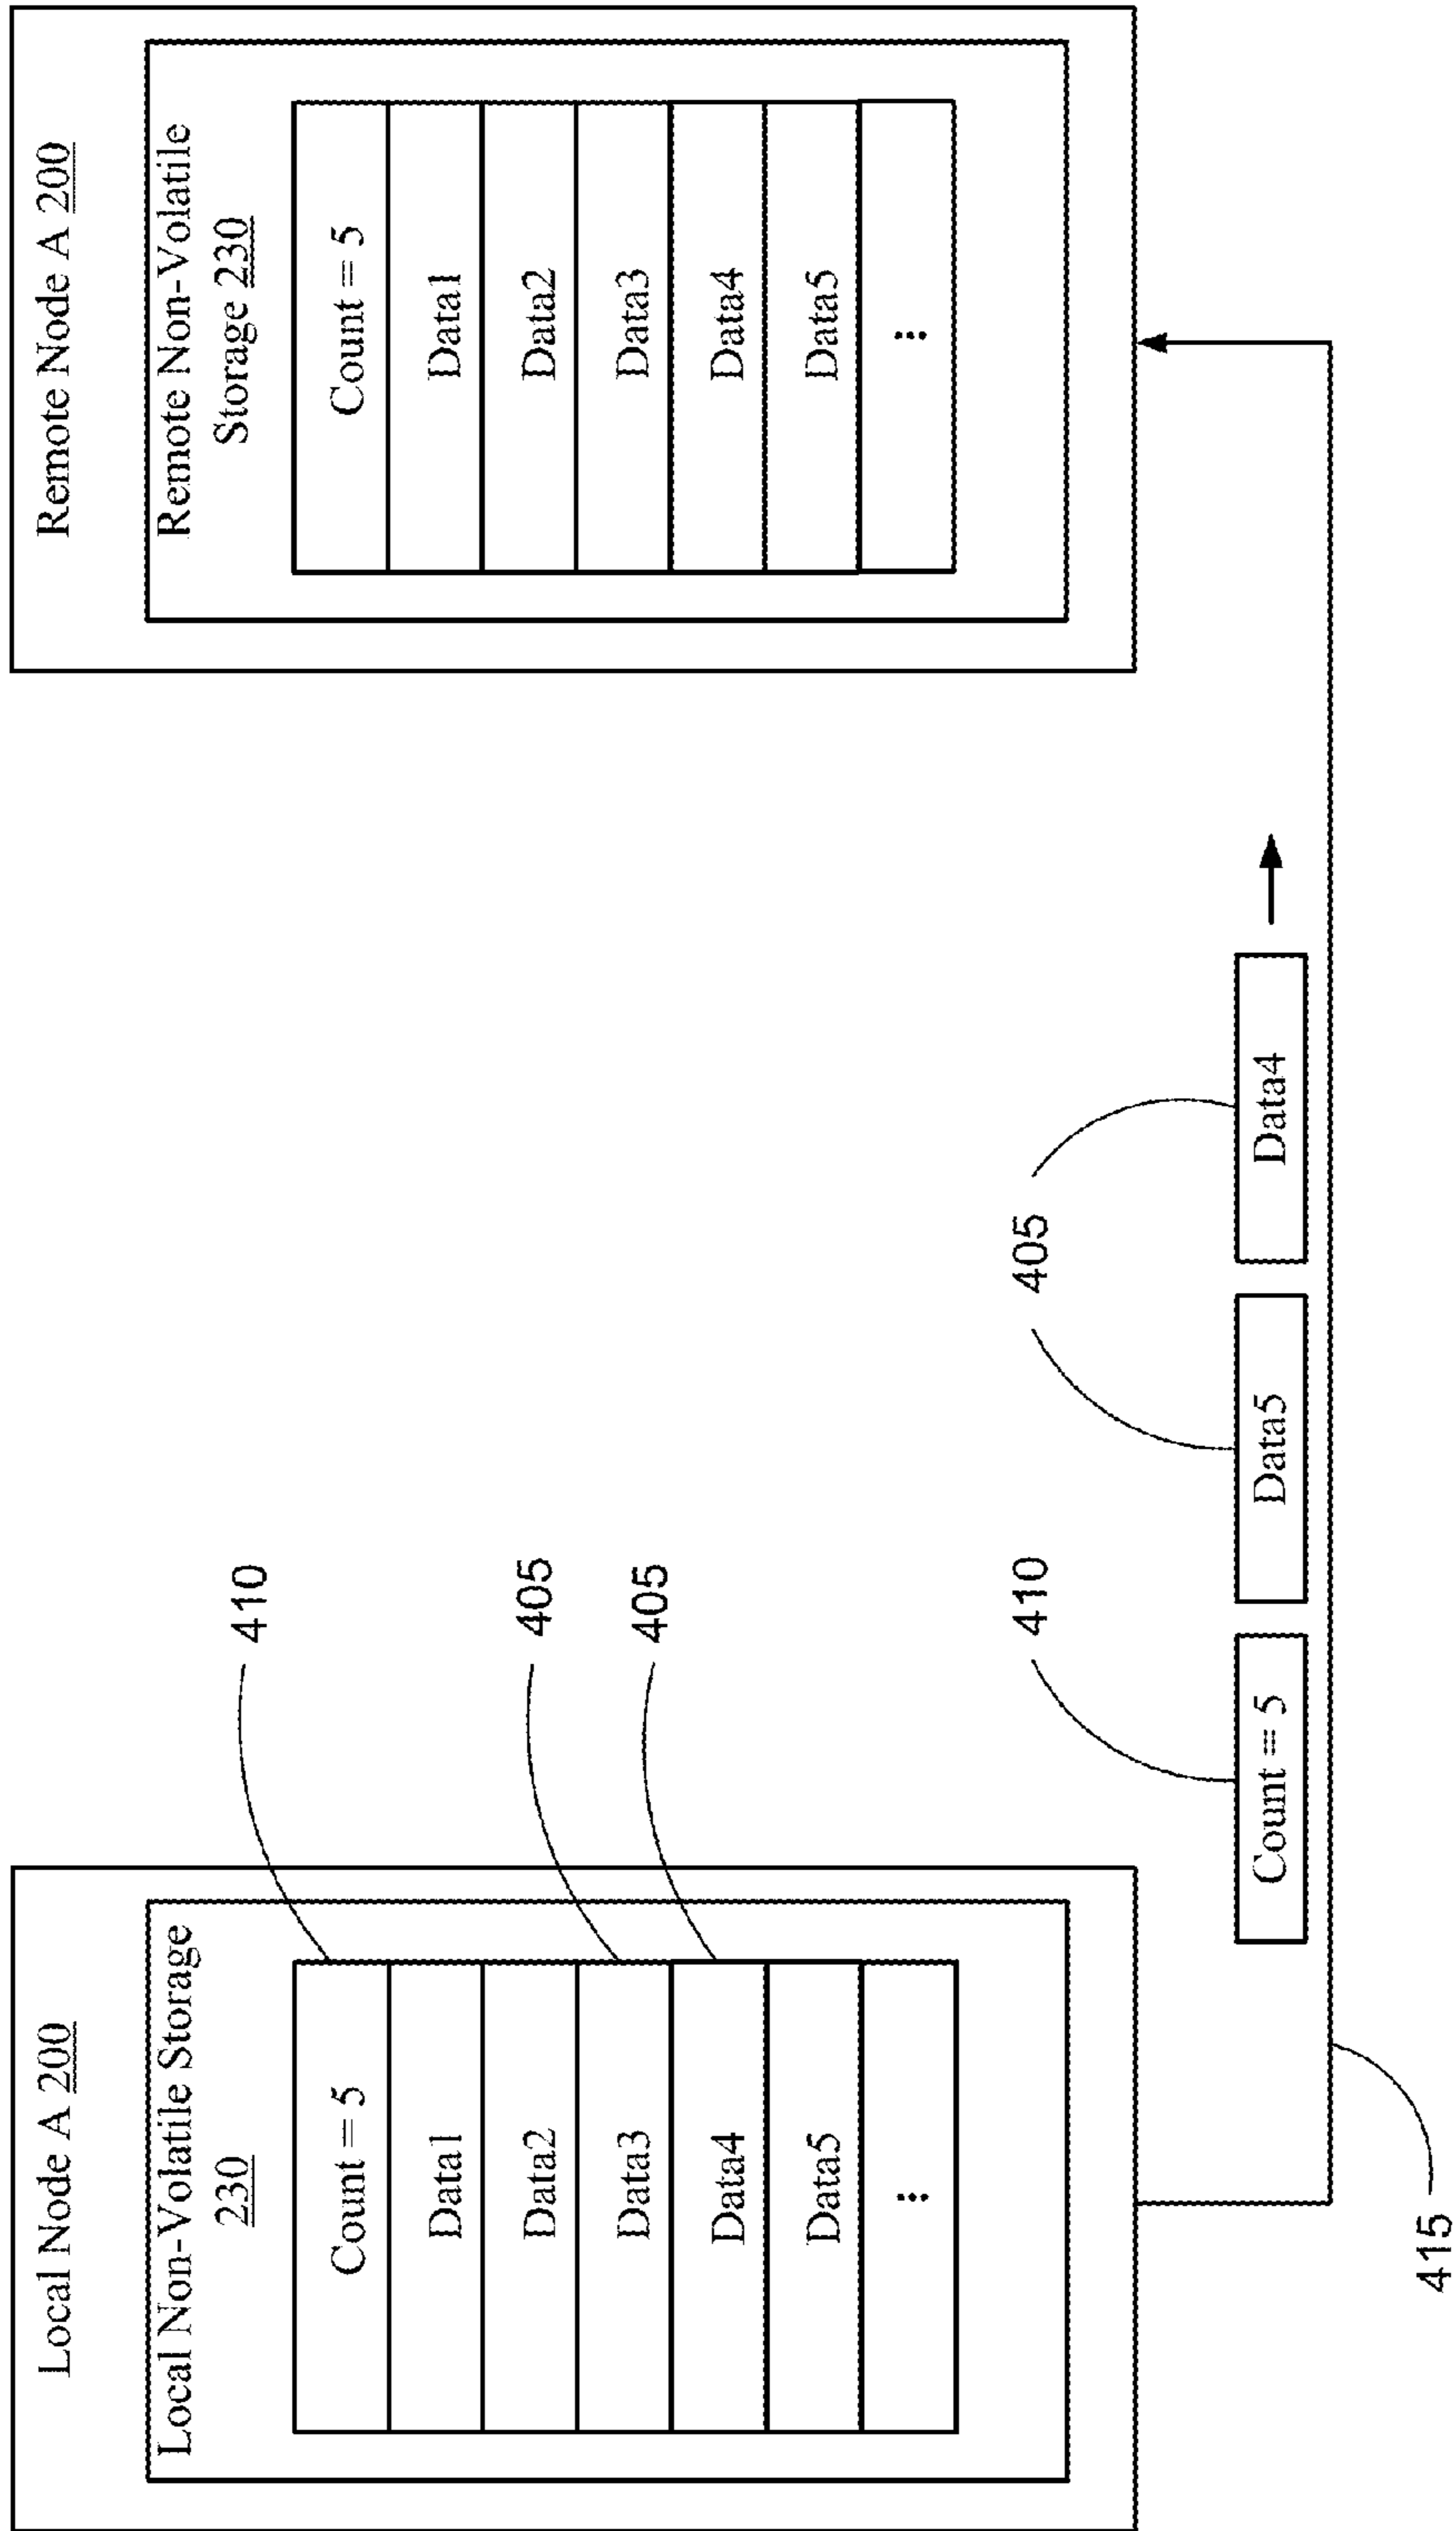 Local Node A 200
Local Non-Volatile Storage
230
Count = 5
Data1
Data2
Data3
Data4
Data5
...
410
405
405
Remote Node A 200
Remote Non-Volatile
Storage 230
Count = 5
Data1
Data2
Data3
Data4
Data5
...
410
405
Count = 5
Data5
Data4
415